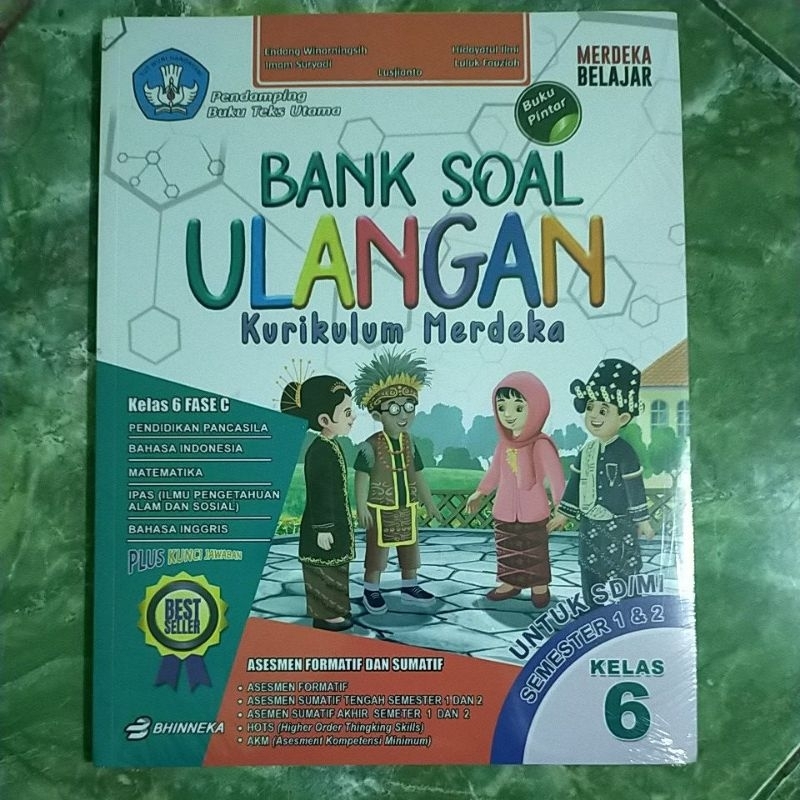 Endang Winarningsih Hidayatul Ilmi
Imam Suryadi Luluk Fauziah
Lusjianto
MERDEKA
BELAJAR
TUT WURI HANDAYANI
Pendamping
Buku Teks Utama
Buku
Pintar
BANK SOAL
ULANGAN
Kurikulum Merdeka
Kelas 6 FASE C
PENDIDIKAN PANCASILA
BAHASA INDONESIA
MATEMATIKA
IPAS (ILMU PENGETAHUAN
ALAM DAN SOSIAL)
BAHASA INGGRIS
PLUS KUNCI JAWABAN
BEST
SELLER
BHINNEKA
ASESMEN FORMATIF DAN SUMATIF
• ASESMEN FORMATIF
• ASESMEN SUMATIF TENGAH SEMESTER 1 DAN 2
• ASEMEN SUMATIF AKHIR SEMETER 1 DAN 2
• HOTS (Higher Order Thingking Skills)
• AKM (Asesment Kompetensi Minimum)
UNTUK SD/MI
SEMESTER 1 & 2
KELAS
6